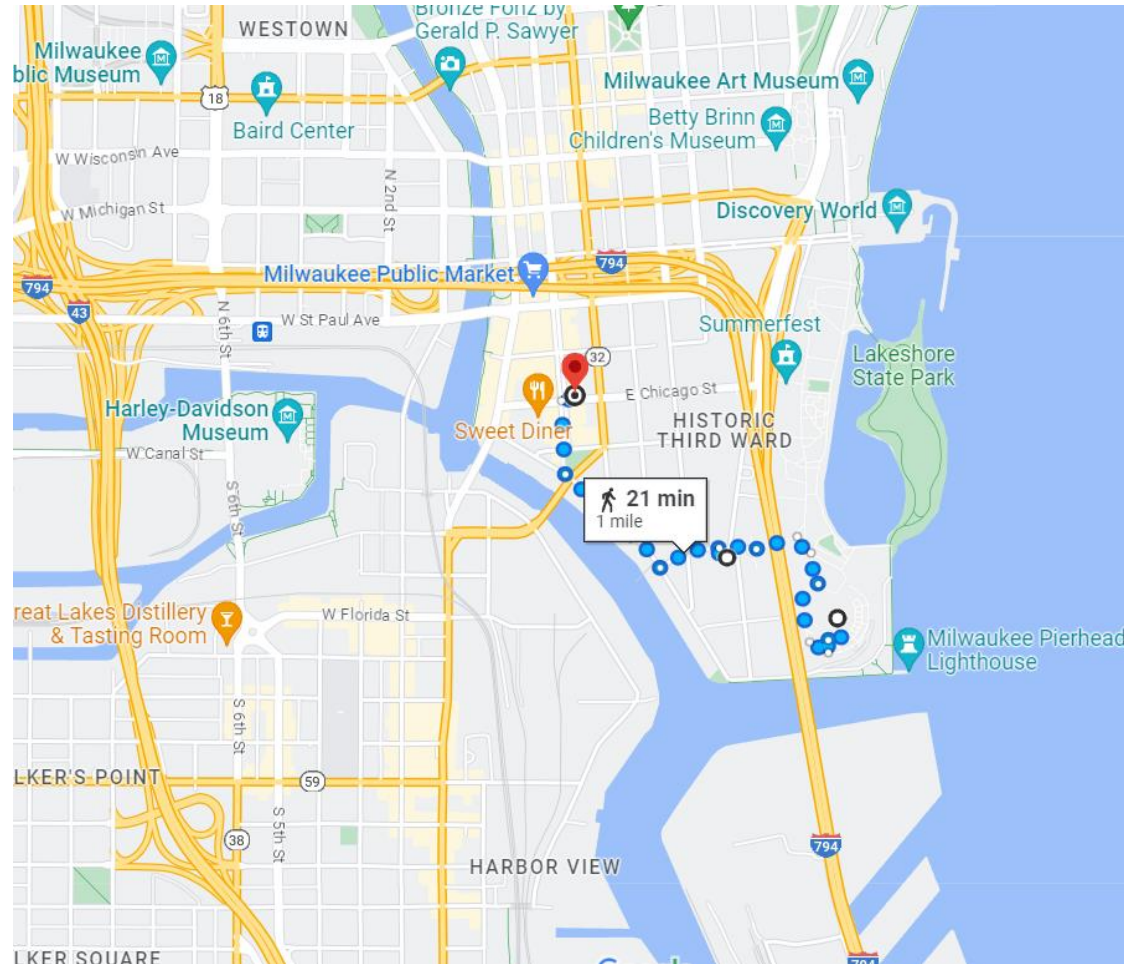 Bronze Fonz by
Gerald P. Sawyer
WESTOWN
Milwaukee
blic Museum
18
Baird Center
Milwaukee Art Museum
Betty Brinn
Children's Museum
W Wisconsin Ave
N 2nd St
W Michigan St
Discovery World
794
Milwaukee Public Market
794
43
N 6th St
W St Paul Ave
Summerfest
32
Lakeshore
State Park
E Chicago St
Harley-Davidson
Museum
Sweet Diner
HISTORIC
THIRD WARD
W Canal St
S 6th St
21 min
1 mile
reat Lakes Distillery
& Tasting Room
W Florida St
Milwaukee Pierhead
Lighthouse
S 6th St
LKER'S POINT
59
S 5th St
38
794
HARBOR VIEW
LKER SQUARE
794